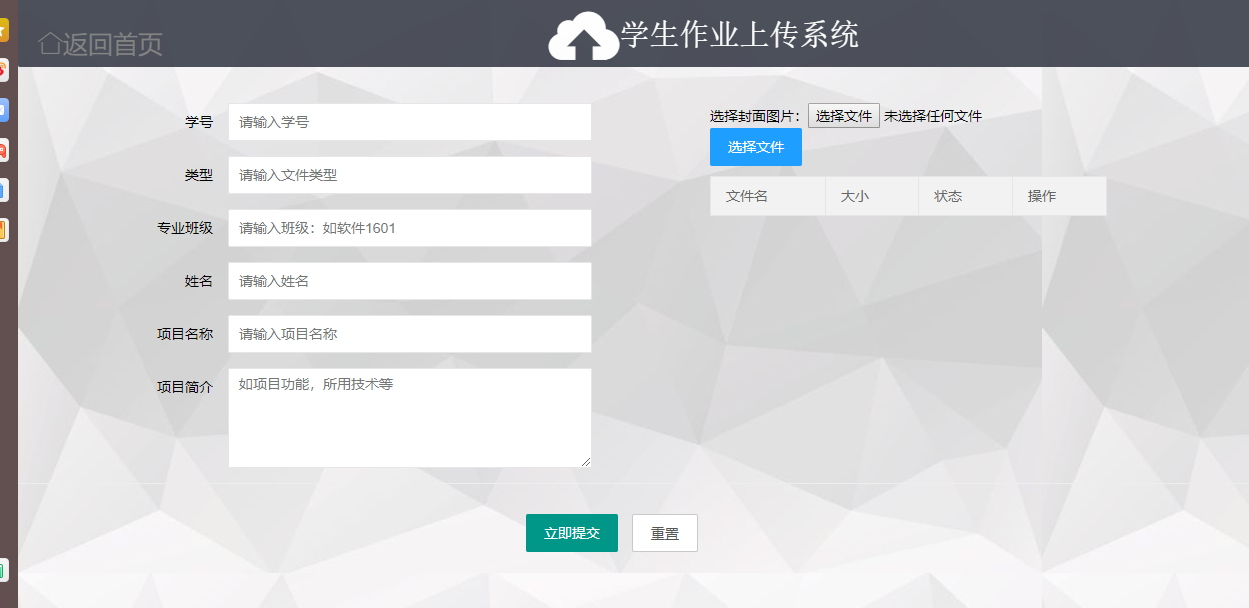 返回首页
学生作业上传系统
学号 请输入学号
类型 请输入文件类型
专业班级 请输入班级：如软件1601
姓名 请输入姓名
项目名称 请输入项目名称
项目简介 如项目功能，所用技术等
选择封面图片： 选择文件 未选择任何文件
选择文件
文件名 大小 状态 操作
立即提交 重置